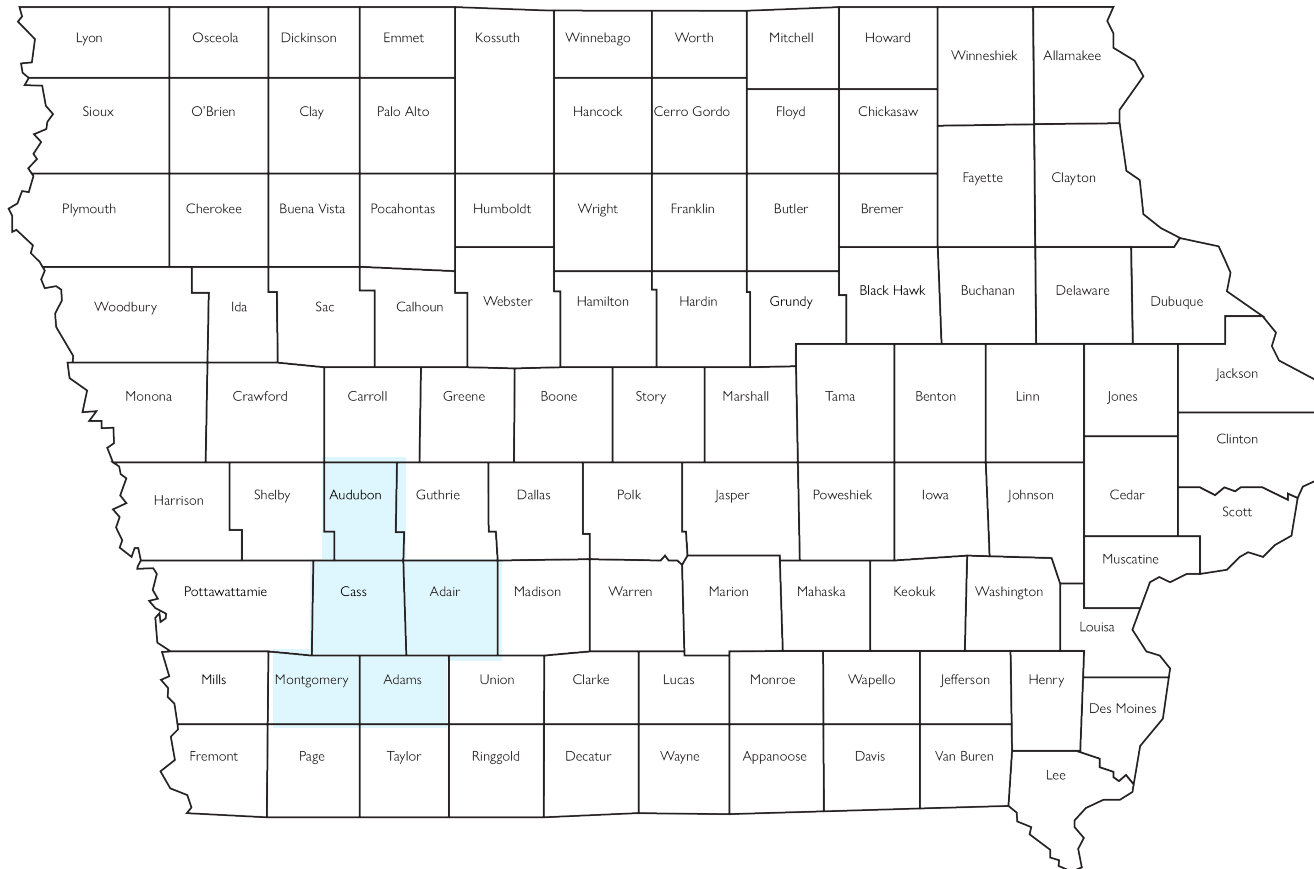 Lyon
Osceola
Dickinson
Emmet
Kossuth
Winnebago
Worth
Mitchell
Howard
Winneshiek
Allamakee
Sioux
O'Brien
Clay
Palo Alto
Hancock
Cerro Gordo
Floyd
Chickasaw
Fayette
Clayton
Plymouth
Cherokee
Buena Vista
Pocahontas
Humboldt
Wright
Franklin
Butler
Bremer
Woodbury
Ida
Sac
Calhoun
Webster
Hamilton
Hardin
Grundy
Black Hawk
Buchanan
Delaware
Dubuque
Monona
Crawford
Carroll
Greene
Boone
Story
Marshall
Tama
Benton
Linn
Jones
Jackson
Clinton
Harrison
Shelby
Audubon
Guthrie
Dallas
Polk
Jasper
Poweshiek
Iowa
Johnson
Cedar
Scott
Muscatine
Pottawattamie
Cass
Adair
Madison
Warren
Marion
Mahaska
Keokuk
Washington
Louisa
Mills
Montgomery
Adams
Union
Clarke
Lucas
Monroe
Wapello
Jefferson
Henry
Des Moines
Fremont
Page
Taylor
Ringgold
Decatur
Wayne
Appanoose
Davis
Van Buren
Lee